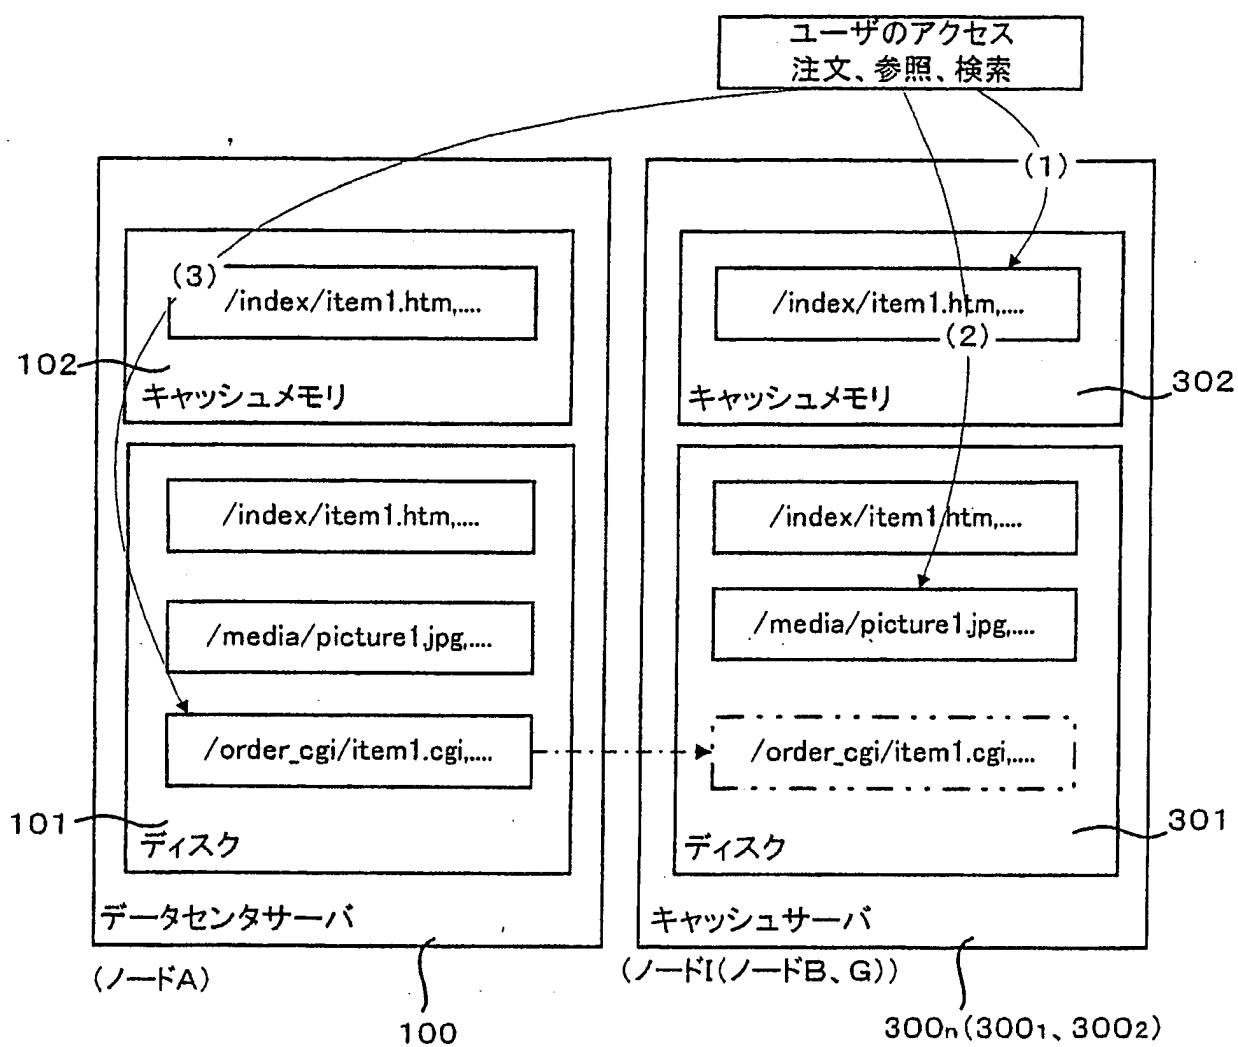 ユーザのアクセス
注文、参照、検索
(1)
(3)
/index/item1.htm,....
/index/item1.htm,....
(2)
102
302
キャッシュメモリ
キャッシュメモリ
/index/item1.htm,....
/index/item1.htm,....
/media/picture1.jpg,....
/media/picture1.jpg,....
/order_cgi/item1.cgi,....
/order_cgi/item1.cgi,....
101
301
ディスク
ディスク
データセンタサーバ
キャッシュサーバ
(ノードA)
(ノードI(ノードB、G))
100
300n(3001、3002)